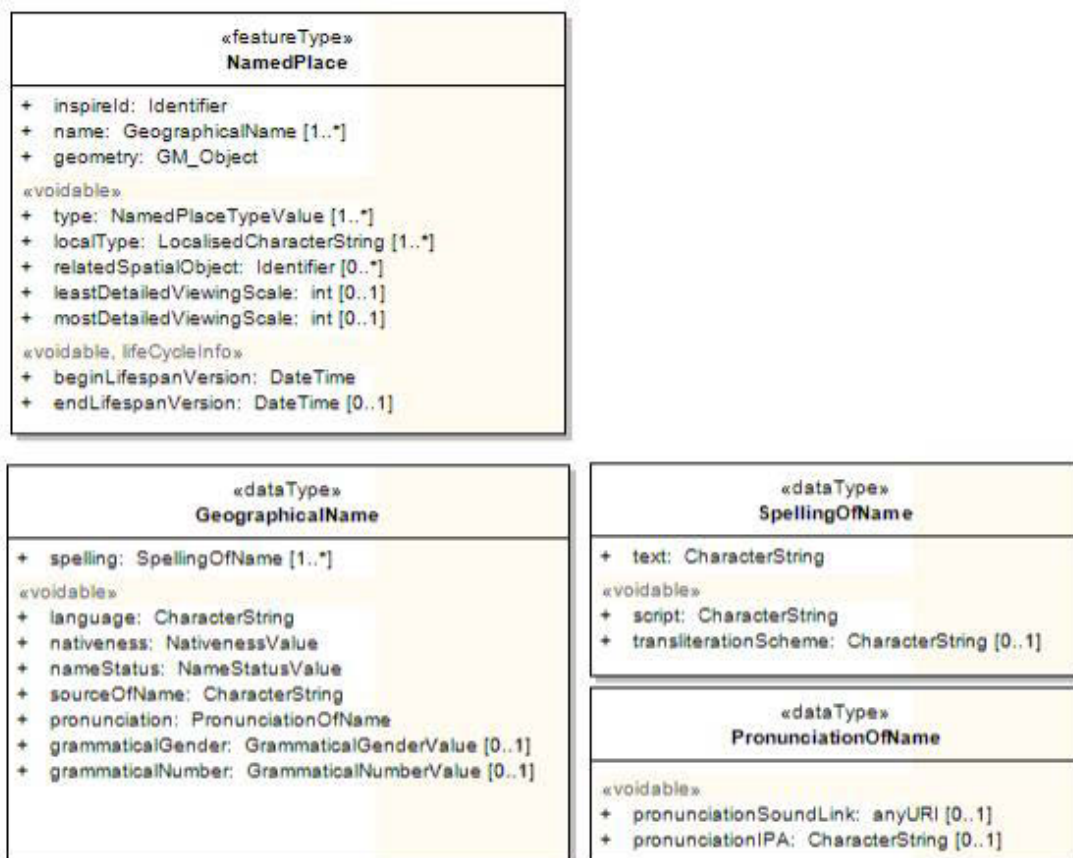 «featureType»
NamedPlace
+ inspireId: Identifier
+ name: GeographicalName [1..*]
+ geometry: GM_Object
«voidable»
+ type: NamedPlaceTypeValue [1..*]
+ localType: LocalisedCharacterString [1..*]
+ relatedSpatialObject: Identifier [0..*]
+ leastDetailedViewingScale: int [0..1]
+ mostDetailedViewingScale: int [0..1]
«voidable, lifeCycleInfo»
+ beginLifespanVersion: DateTime
+ endLifespanVersion: DateTime [0..1]
«dataType»
GeographicalName
+ spelling: SpellingOfName [1..*]
«voidable»
+ language: CharacterString
+ nativeness: NativenessValue
+ nameStatus: NameStatusValue
+ sourceOfName: CharacterString
+ pronunciation: PronunciationOfName
+ grammaticalGender: GrammaticalGenderValue [0..1]
+ grammaticalNumber: GrammaticalNumberValue [0..1]
«dataType»
SpellingOfName
+ text: CharacterString
«voidable»
+ script: CharacterString
+ transliterationScheme: CharacterString [0..1]
«dataType»
PronunciationOfName
«voidable»
+ pronunciationSoundLink: anyURI [0..1]
+ pronunciationIPA: CharacterString [0..1]